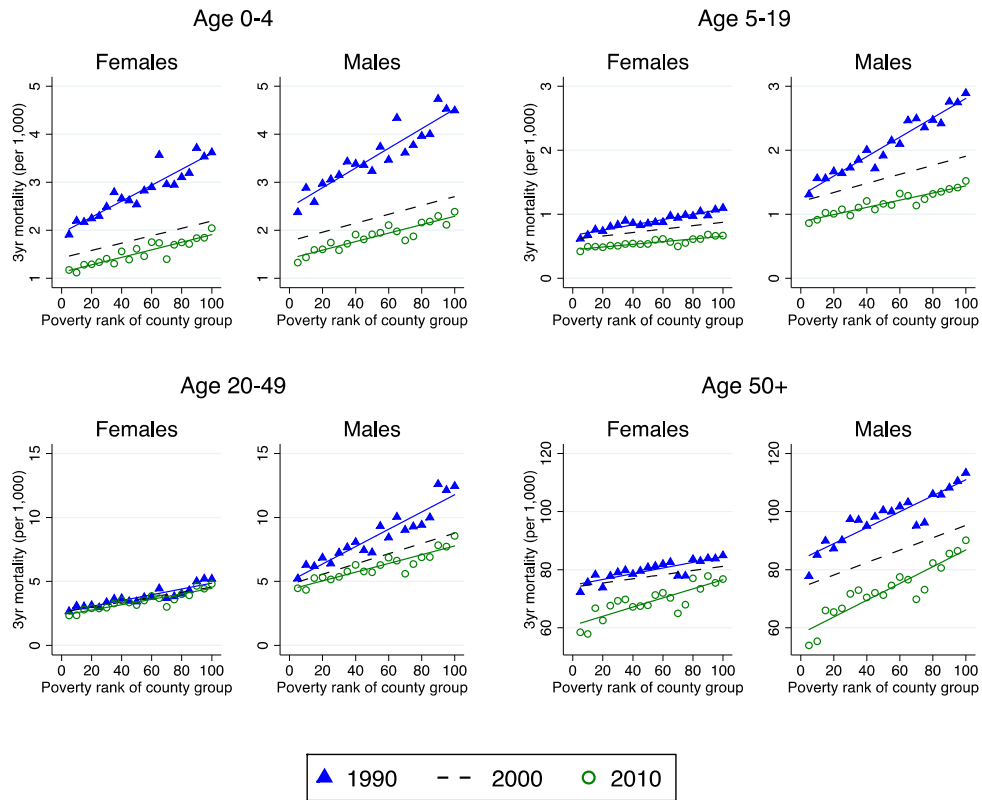 Age 0-4
Females
Males
3yr mortality (per 1,000)
5
4
3
2
1
0 20 40 60 80 100
Poverty rank of county group
5
4
3
2
1
0 20 40 60 80 100
Poverty rank of county group
Age 5-19
Females
Males
3yr mortality (per 1,000)
3
2
1
0
0 20 40 60 80 100
Poverty rank of county group
3
2
1
0
0 20 40 60 80 100
Poverty rank of county group
Age 20-49
Females
Males
3yr mortality (per 1,000)
15
10
5
0
0 20 40 60 80 100
Poverty rank of county group
15
10
5
0
0 20 40 60 80 100
Poverty rank of county group
Age 50+
Females
Males
3yr mortality (per 1,000)
120
100
80
60
0 20 40 60 80 100
Poverty rank of county group
120
100
80
60
0 20 40 60 80 100
Poverty rank of county group
1990 2000 2010